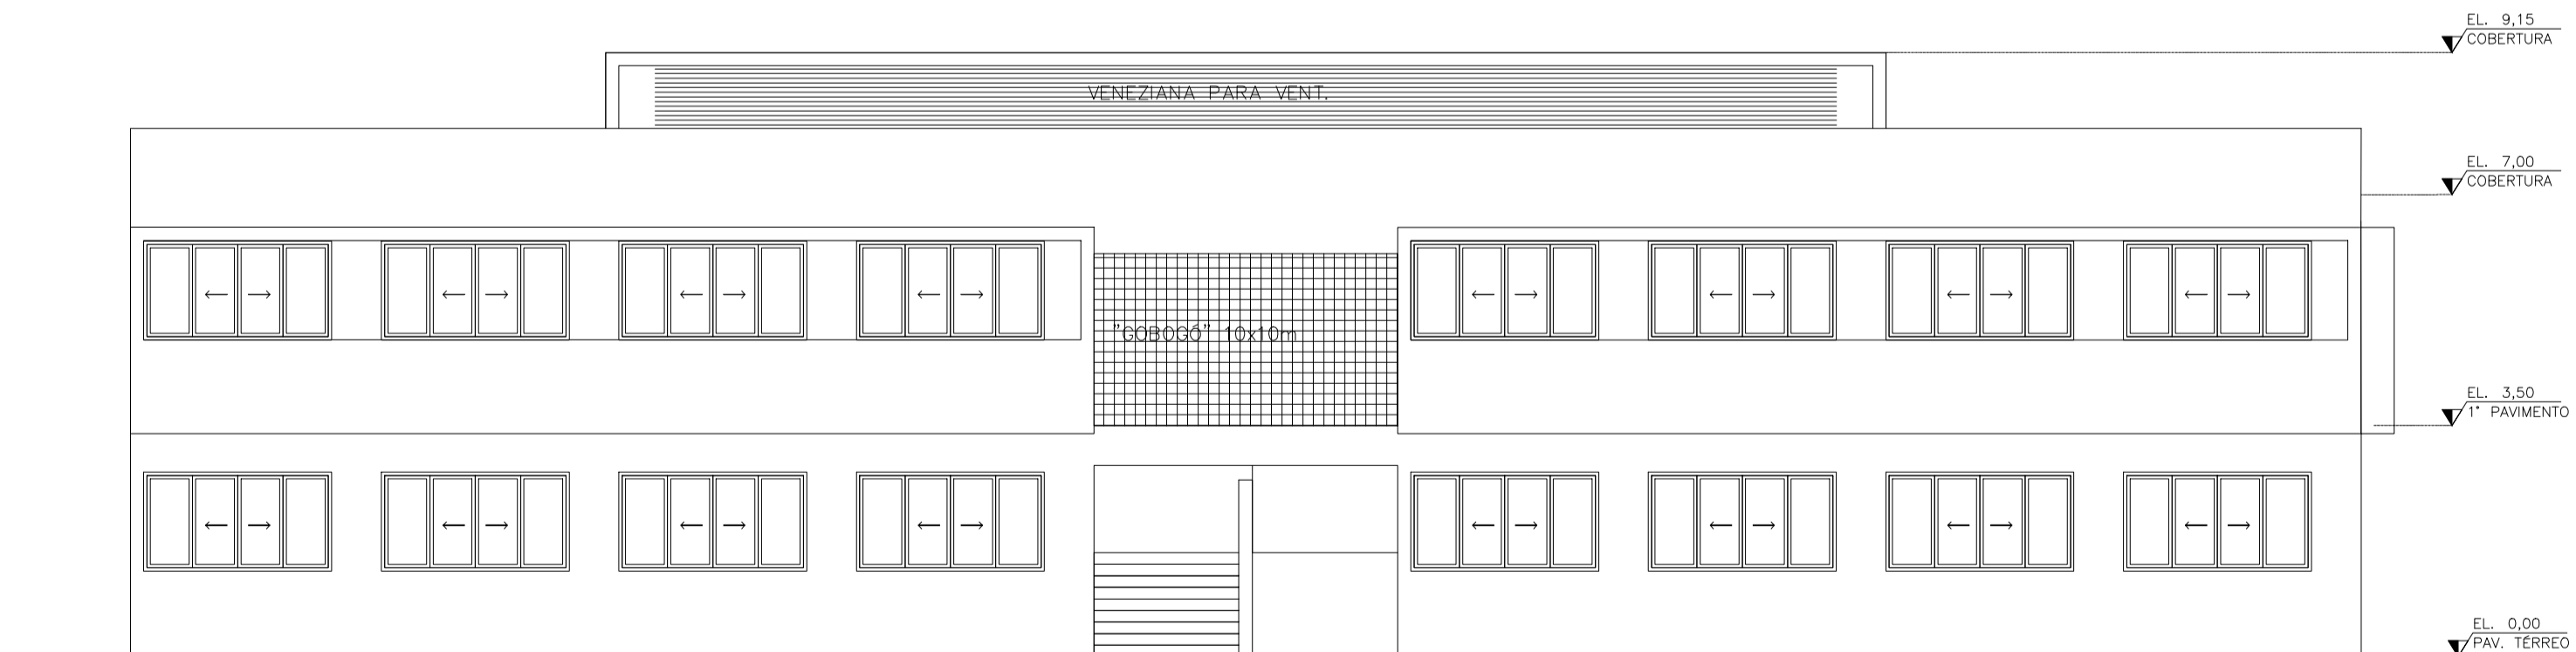 EL. 9,15
COBERTURA
VENEZIANA PARA VENT.
EL. 7,00
COBERTURA
"GOBOGÓ" 10x10m
EL. 3,50
1° PAVIMENTO
EL. 0,00
PAV. TÉRREO